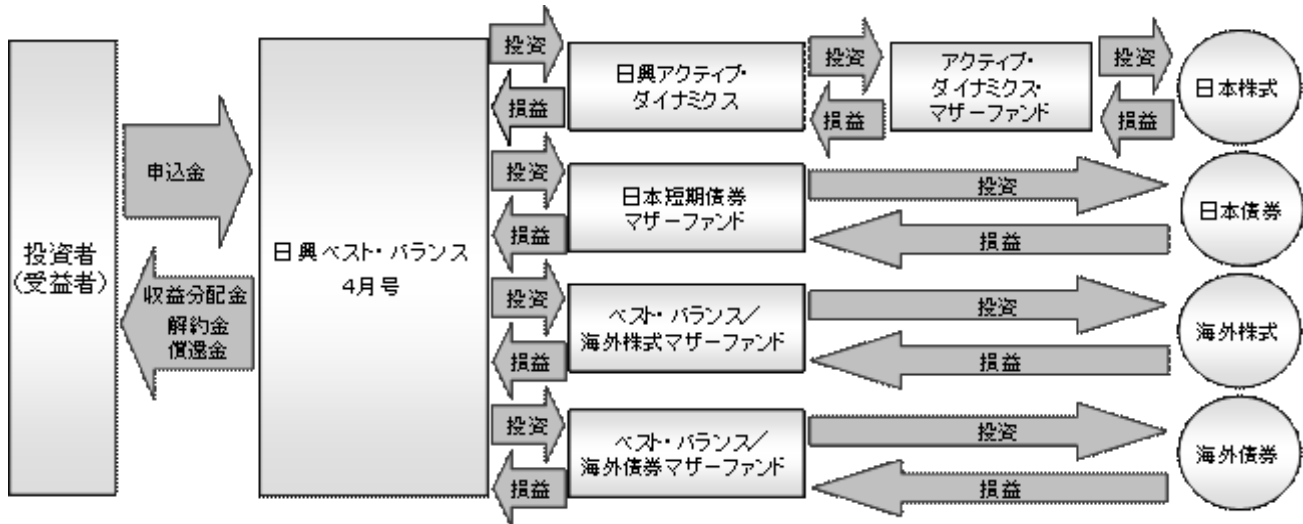 投資者
(受益者)
申込金
収益分配金
解約金
償還金
日興ベスト・バランス
4月号
投資
損益
日興アクティブ・
ダイナミクス
投資
損益
アクティブ・
ダイナミクス・
マザーファンド
投資
損益
日本株式
投資
損益
日本短期債券
マザーファンド
投資
損益
日本債券
投資
損益
ベスト・バランス/
海外株式マザーファンド
投資
損益
海外株式
投資
損益
ベスト・バランス/
海外債券マザーファンド
投資
損益
海外債券